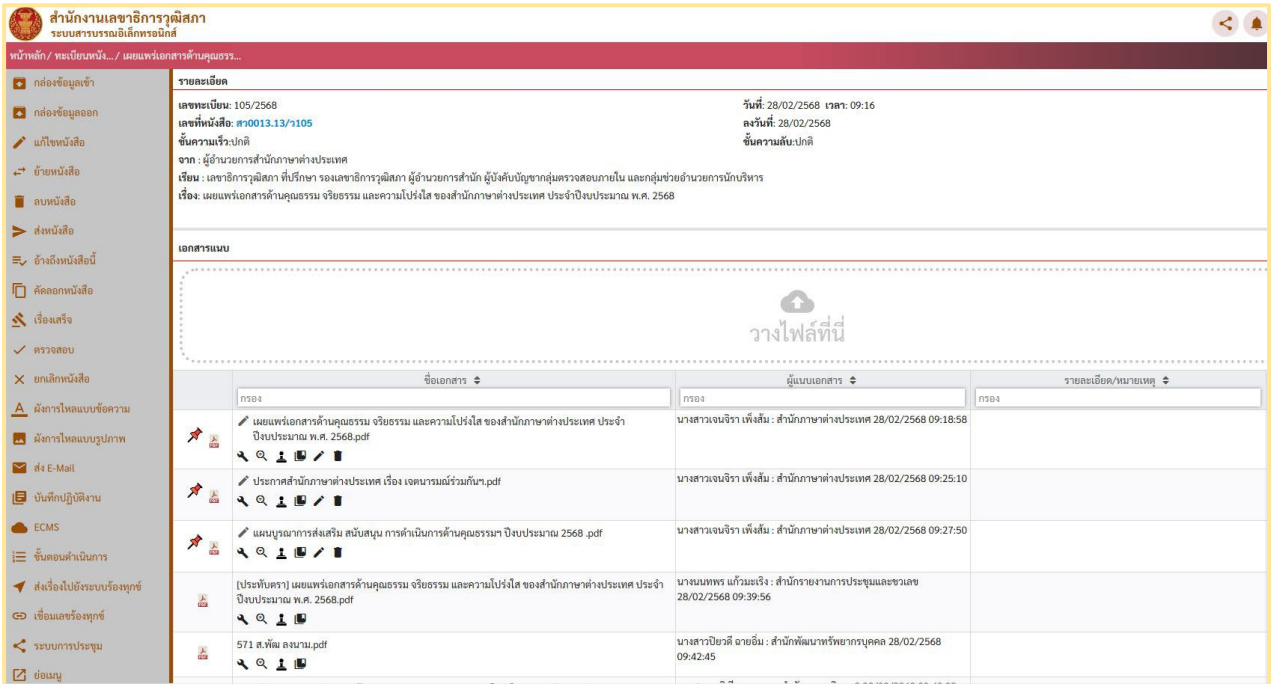 สำนักงานเลขาธิการวุฒิสภา
ระบบสารบรรณอิเล็กทรอนิกส์
หน้าหลัก/ ทะเบียนหนัง.../ เผยแพร่เอกสารด้านคุณธรร...
กล่องข้อมูลเข้า
กล่องข้อมูลออก
แก้ไขหนังสือ
ย้ายหนังสือ
ลบหนังสือ
ส่งหนังสือ
อ้างถึงหนังสือนี้
คัดลอกหนังสือ
เรื่องเสร็จ
ตรวจสอบ
ยกเลิกหนังสือ
ผังการไหลแบบข้อความ
ผังการไหลแบบรูปภาพ
ส่ง E-Mail
บันทึกปฏิบัติงาน
ECMS
ขั้นตอนดำเนินการ
ส่งเรื่องไปยังระบบร้องทุกข์
เชื่อมเลขร้องทุกข์
ระบบการประชุม
ย่อเมนู
รายละเอียด
เลขทะเบียน: 105/2568
วันที่: 28/02/2568 เวลา: 09:16
เลขที่หนังสือ: สว0013.13/ว105
ลงวันที่: 28/02/2568
ชั้นความเร็ว:ปกติ
ชั้นความลับ:ปกติ
จาก : ผู้อำนวยการสำนักภาษาต่างประเทศ
เรียน : เลขาธิการวุฒิสภา ที่ปรึกษา รองเลขาธิการวุฒิสภา ผู้อำนวยการสำนัก ผู้บังคับบัญชากลุ่มตรวจสอบภายใน และกลุ่มช่วยอำนวยการนักบริหาร
เรื่อง: เผยแพร่เอกสารด้านคุณธรรม จริยธรรม และความโปร่งใส ของสำนักภาษาต่างประเทศ ประจำปีงบประมาณ พ.ศ. 2568
เอกสารแนบ
วางไฟล์ที่นี่
ชื่อเอกสาร
ผู้แนบเอกสาร
รายละเอียด/หมายเหตุ
กรอง
กรอง
กรอง
เผยแพร่เอกสารด้านคุณธรรม จริยธรรม และความโปร่งใส ของสำนักภาษาต่างประเทศ ประจำ
ปีงบประมาณ พ.ศ. 2568.pdf
นางสาวเจนจิรา เพ็งส้ม : สำนักภาษาต่างประเทศ 28/02/2568 09:18:58
ประกาศสำนักภาษาต่างประเทศ เรื่อง เจตนารมณ์ร่วมกันฯ.pdf
นางสาวเจนจิรา เพ็งส้ม : สำนักภาษาต่างประเทศ 28/02/2568 09:25:10
แผนบูรณาการส่งเสริม สนับสนุน การดำเนินการด้านคุณธรรมฯ ปีงบประมาณ 2568 .pdf
นางสาวเจนจิรา เพ็งส้ม : สำนักภาษาต่างประเทศ 28/02/2568 09:27:50
[ประทับตรา] เผยแพร่เอกสารด้านคุณธรรม จริยธรรม และความโปร่งใส ของสำนักภาษาต่างประเทศ ประจำ
ปีงบประมาณ พ.ศ. 2568.pdf
นางนนทพร แก้วมะเริง : สำนักรายงานการประชุมและชวเลข
28/02/2568 09:39:56
571 ส.พัฒ ลงนาม.pdf
นางสาวปิยวดี ฉายอิ่ม : สำนักพัฒนาทรัพยากรบุคคล 28/02/2568
09:42:45